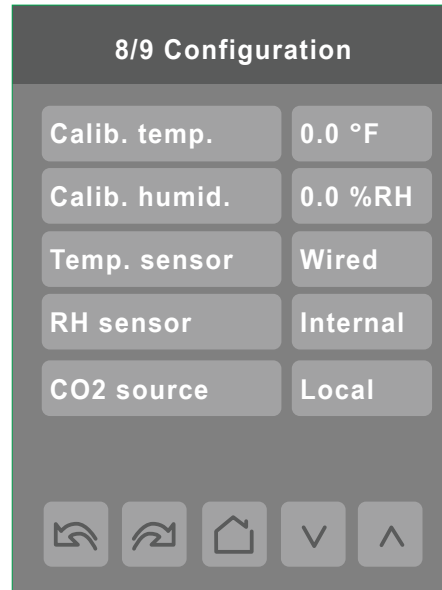 8/9 Configuration
Calib. temp. 0.0 °F
Calib. humid. 0.0 %RH
Temp. sensor Wired
RH sensor Internal
CO2 source Local